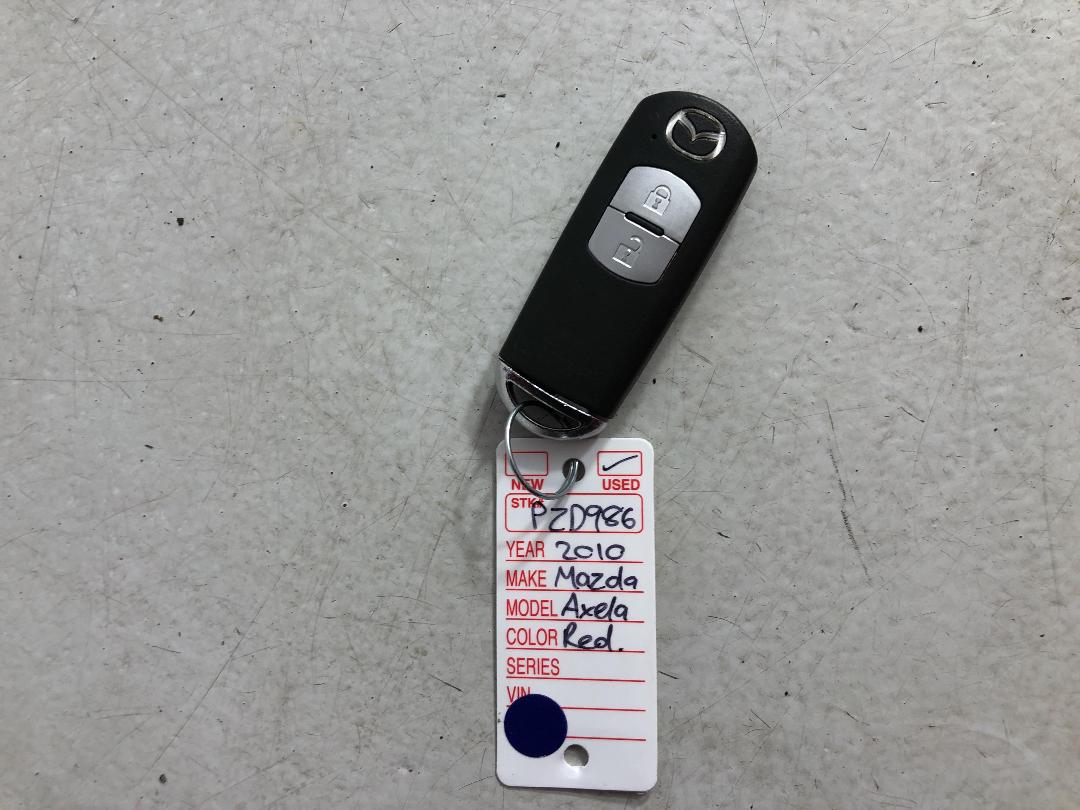 NEW USED
STK# PZD986
YEAR 2010
MAKE Mazda
MODEL Axela
COLOR Red.
SERIES
VIN